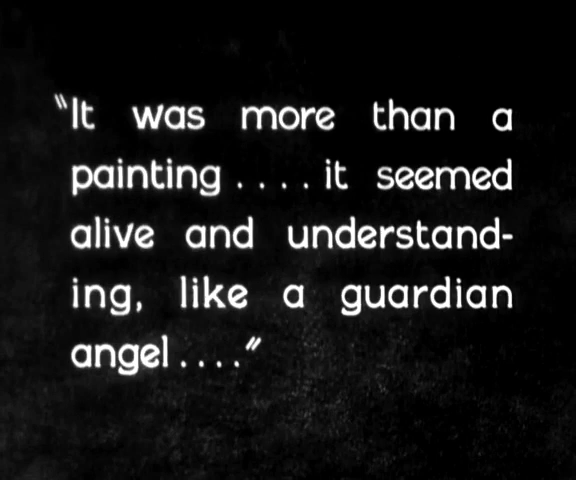 "It was more than a
painting .... it seemed
alive and understand-
ing, like a guardian
angel ...."